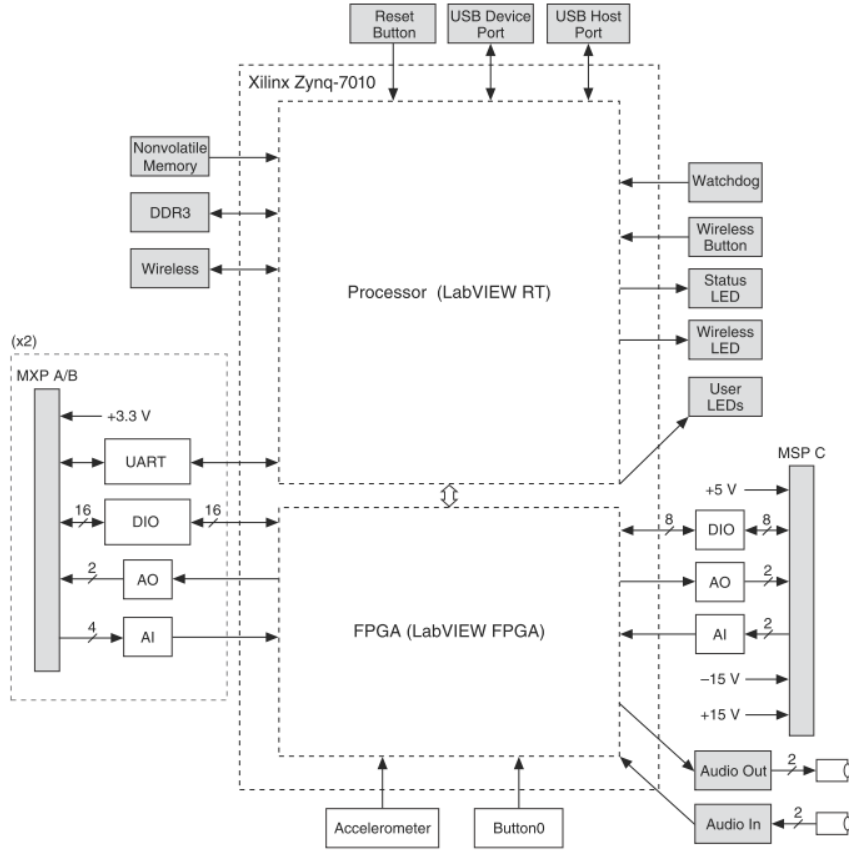 Reset
Button
USB Device
Port
USB Host
Port
Xilinx Zynq-7010
Nonvolatile
Memory
DDR3
Wireless
Processor (LabVIEW RT)
Watchdog
Wireless
Button
Status
LED
Wireless
LED
User
LEDs
(x2)
MXP A/B
+3.3 V
UART
16
DIO
16
2
AO
4
AI
FPGA (LabVIEW FPGA)
MSP C
+5 V
8
DIO
8
AO
2
AI
2
–15 V
+15 V
Audio Out
2
Audio In
2
Accelerometer
Button0